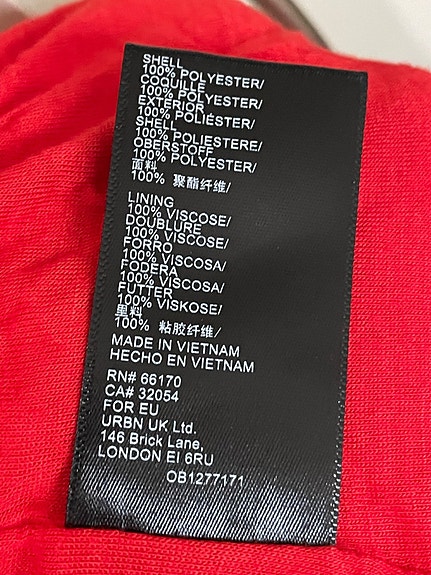 SHELL
100% POLYESTER/
COQUILLE
100% POLYESTER/
EXTERIOR
100% POLIÉSTER/
SHELL
100% POLIESTERE/
OBERSTOFF
100% POLYESTER/
面料
100% 聚酯纤维/
LINING
100% VISCOSE/
DOUBLURE
100% VISCOSE/
FORRO
100% VISCOSA/
FODERA
100% VISCOSA/
FUTTER
100% VISKOSE/
里料
100% 粘胶纤维/
MADE IN VIETNAM
HECHO EN VIETNAM
RN# 66170
CA# 32054
FOR EU
URBN UK Ltd.
146 Brick Lane,
LONDON EI 6RU
OB1277171